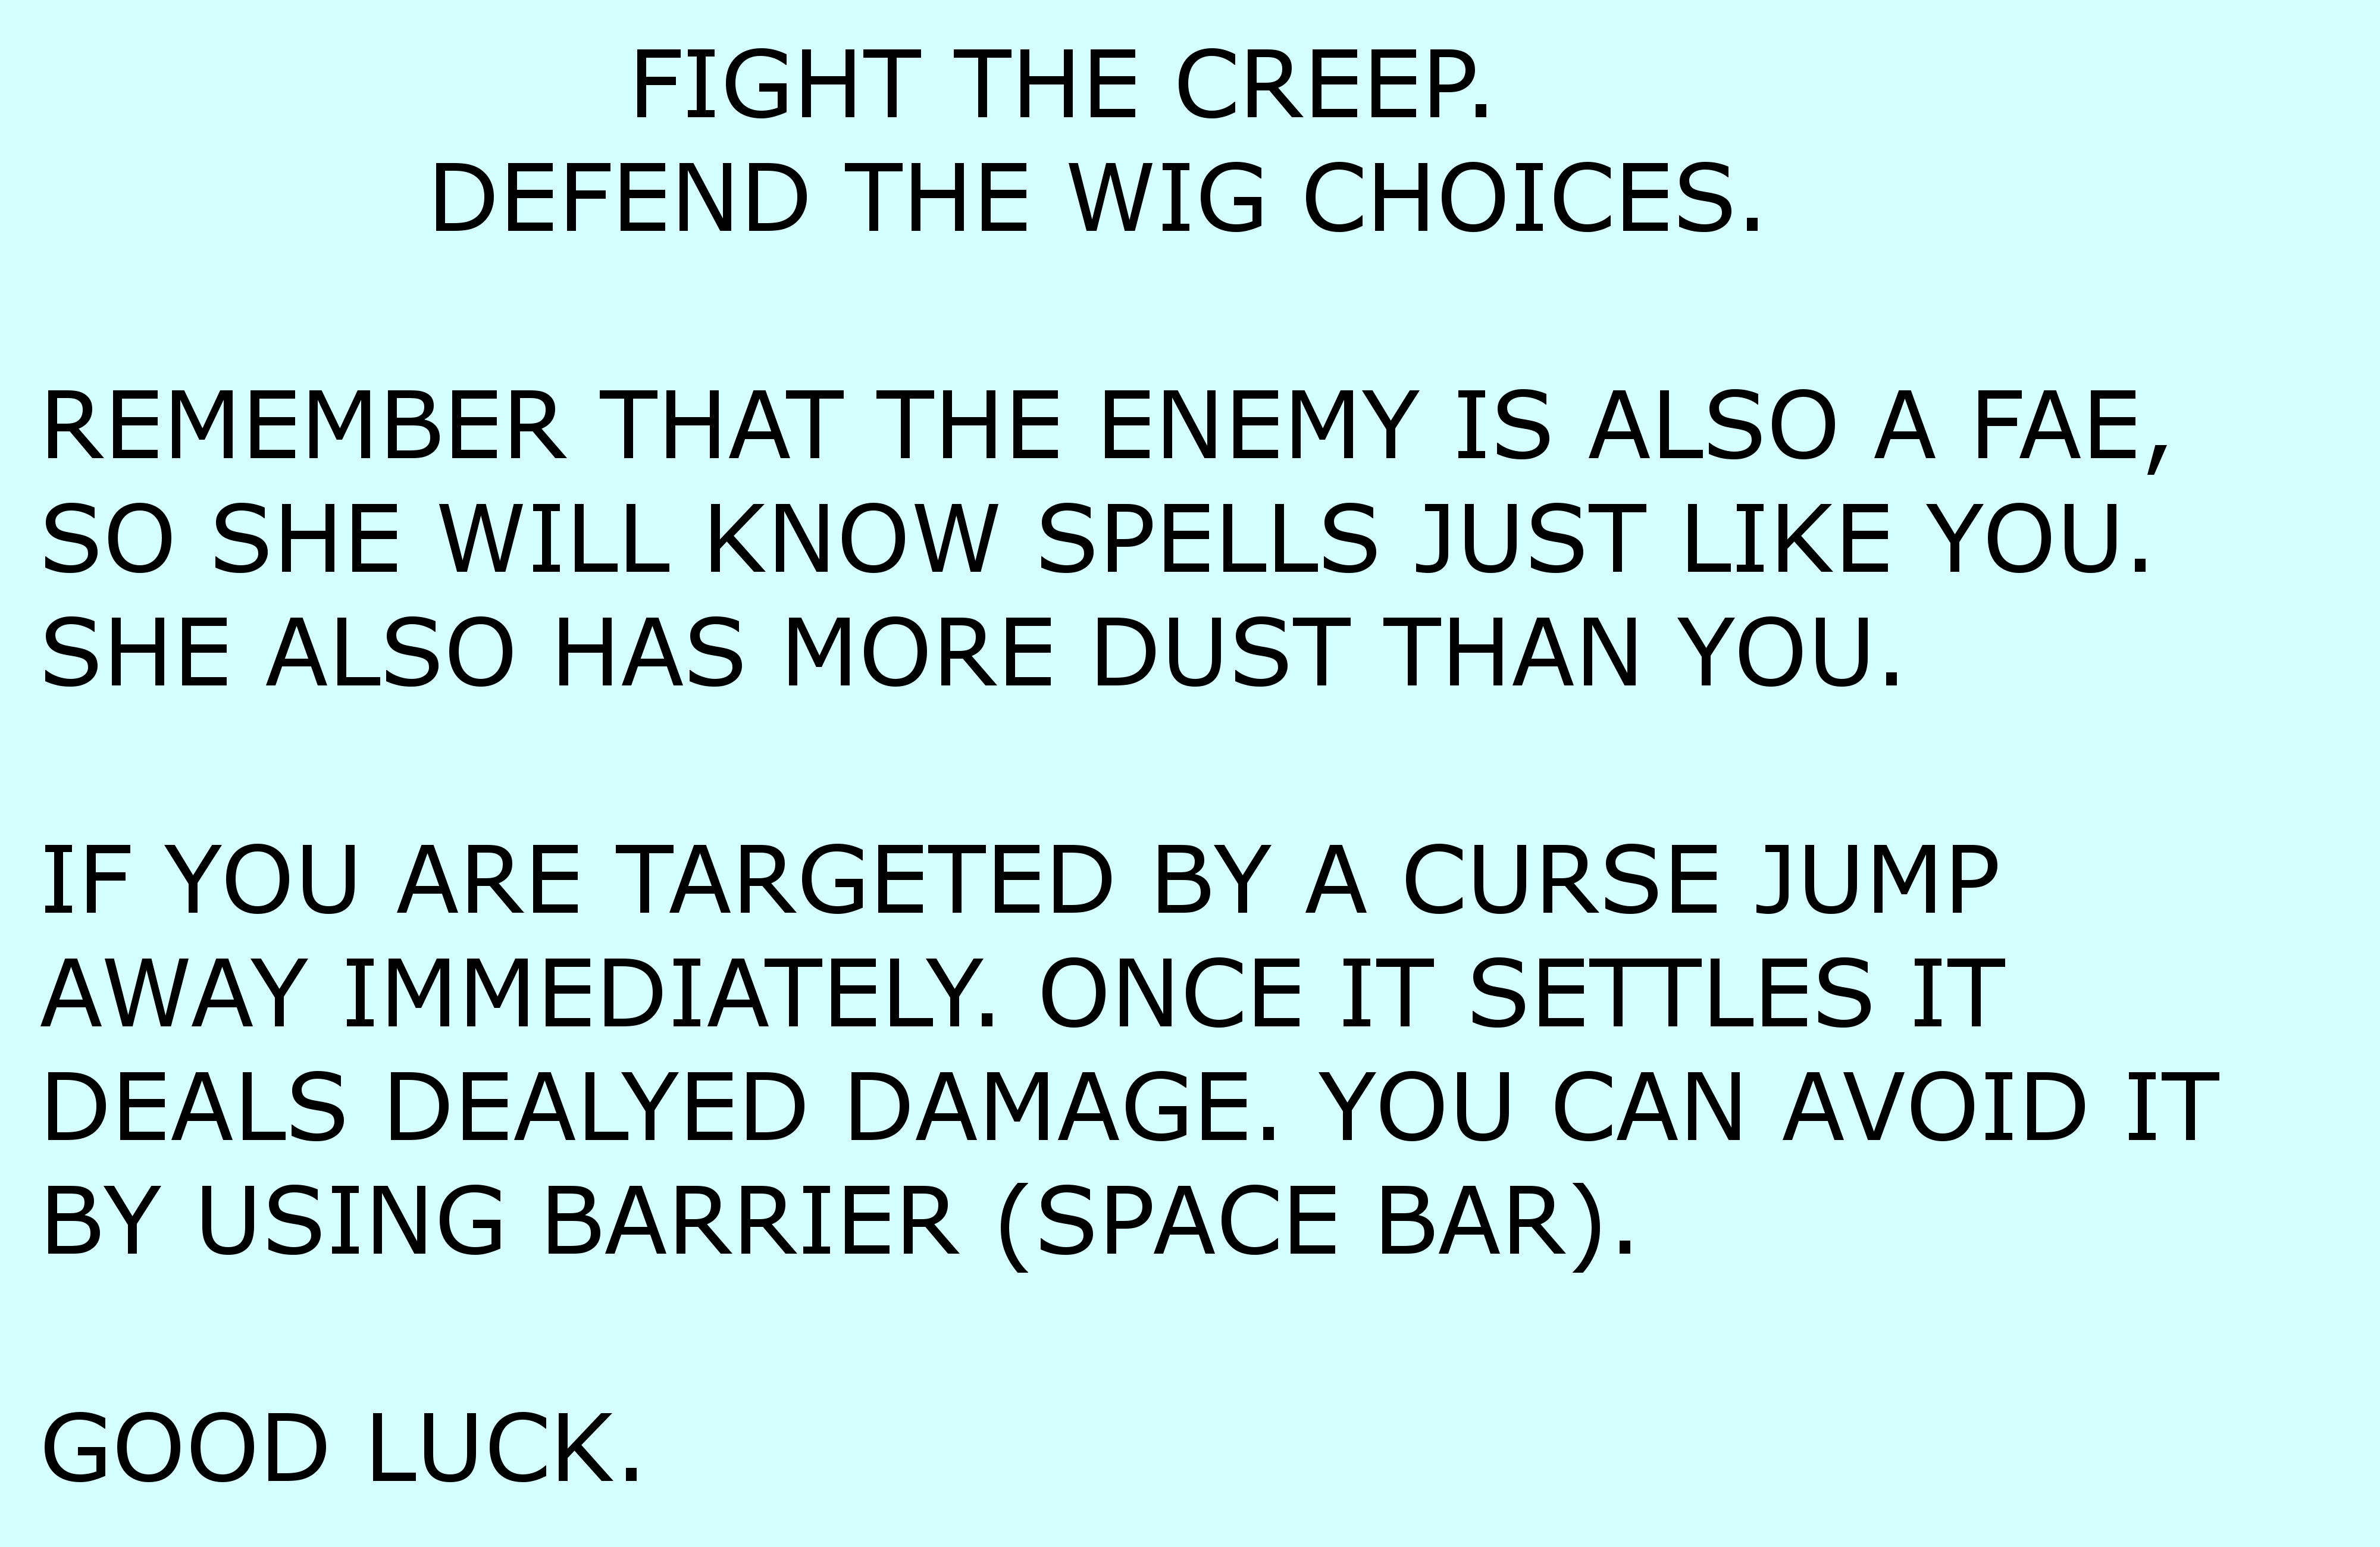 FIGHT THE CREEP.
DEFEND THE WIG CHOICES.
REMEMBER THAT THE ENEMY IS ALSO A FAE,
SO SHE WILL KNOW SPELLS JUST LIKE YOU.
SHE ALSO HAS MORE DUST THAN YOU.
IF YOU ARE TARGETED BY A CURSE JUMP
AWAY IMMEDIATELY. ONCE IT SETTLES IT
DEALS DEALYED DAMAGE. YOU CAN AVOID IT
BY USING BARRIER (SPACE BAR).
GOOD LUCK.